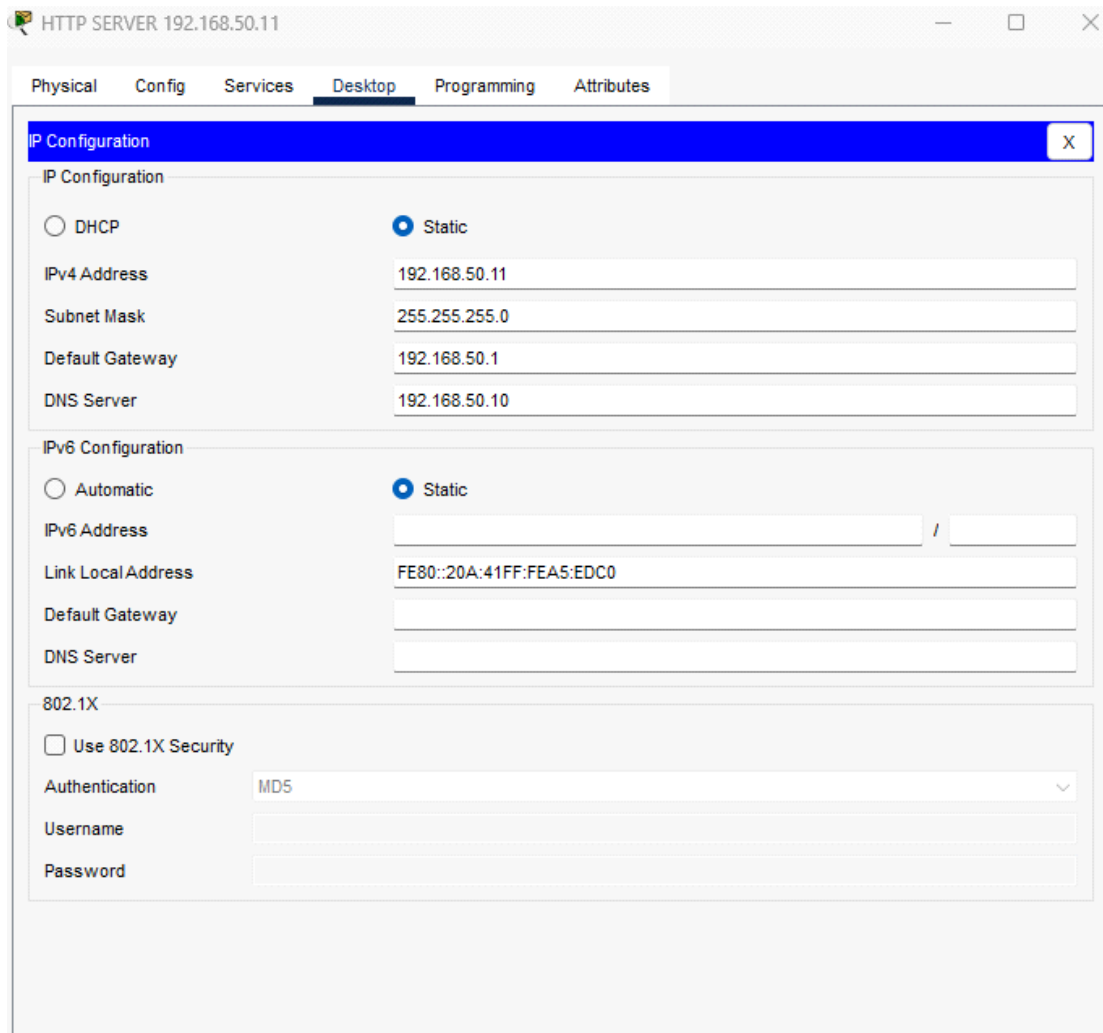 HTTP SERVER 192.168.50.11
Physical Config Services Desktop Programming Attributes
IP Configuration X
IP Configuration
DHCP Static
IPv4 Address 192.168.50.11
Subnet Mask 255.255.255.0
Default Gateway 192.168.50.1
DNS Server 192.168.50.10
IPv6 Configuration
Automatic Static
IPv6 Address /
Link Local Address FE80::20A:41FF:FEA5:EDC0
Default Gateway
DNS Server
802.1X
Use 802.1X Security
Authentication MD5
Username
Password